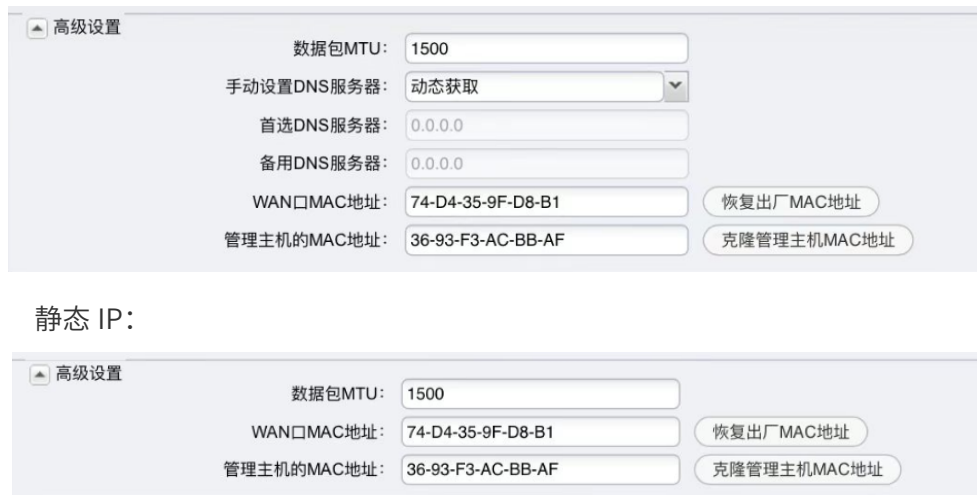 高级设置
数据包MTU： 1500
手动设置DNS服务器： 动态获取
首选DNS服务器： 0.0.0.0
备用DNS服务器： 0.0.0.0
WAN口MAC地址： 74-D4-35-9F-D8-B1 恢复出厂MAC地址
管理主机的MAC地址： 36-93-F3-AC-BB-AF 克隆管理主机MAC地址
静态 IP：
高级设置
数据包MTU： 1500
WAN口MAC地址： 74-D4-35-9F-D8-B1 恢复出厂MAC地址
管理主机的MAC地址： 36-93-F3-AC-BB-AF 克隆管理主机MAC地址